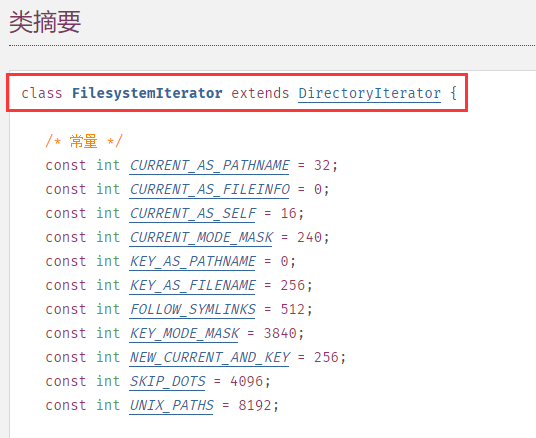 类摘要
class FilesystemIterator extends DirectoryIterator {
/* 常量 */
const int CURRENT_AS_PATHNAME = 32;
const int CURRENT_AS_FILEINFO = 0;
const int CURRENT_AS_SELF = 16;
const int CURRENT_MODE_MASK = 240;
const int KEY_AS_PATHNAME = 0;
const int KEY_AS_FILENAME = 256;
const int FOLLOW_SYMLINKS = 512;
const int KEY_MODE_MASK = 3840;
const int NEW_CURRENT_AND_KEY = 256;
const int SKIP_DOTS = 4096;
const int UNIX_PATHS = 8192;